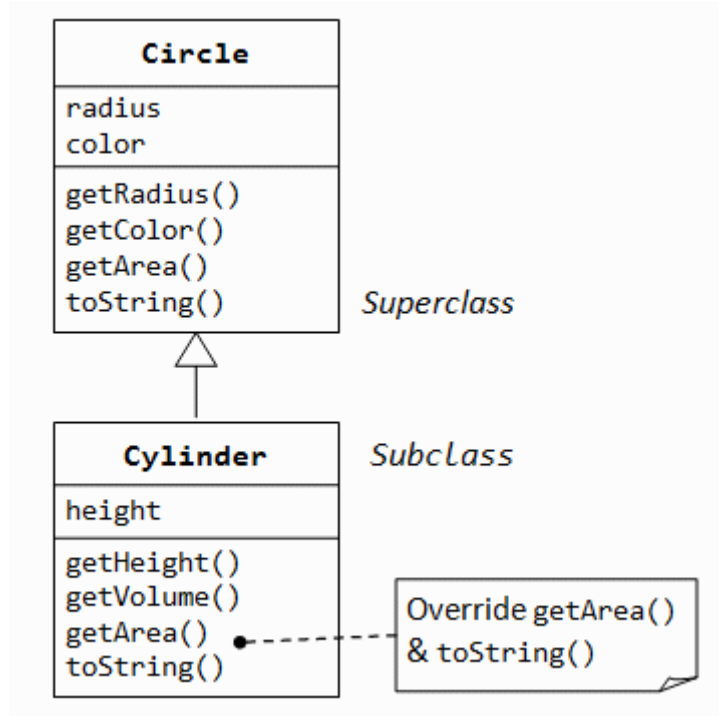 Circle
radius
color
getRadius()
getColor()
getArea()
toString()
Superclass
Cylinder
Subclass
height
getHeight()
getVolume()
getArea()
toString()
Override getArea()
& toString()